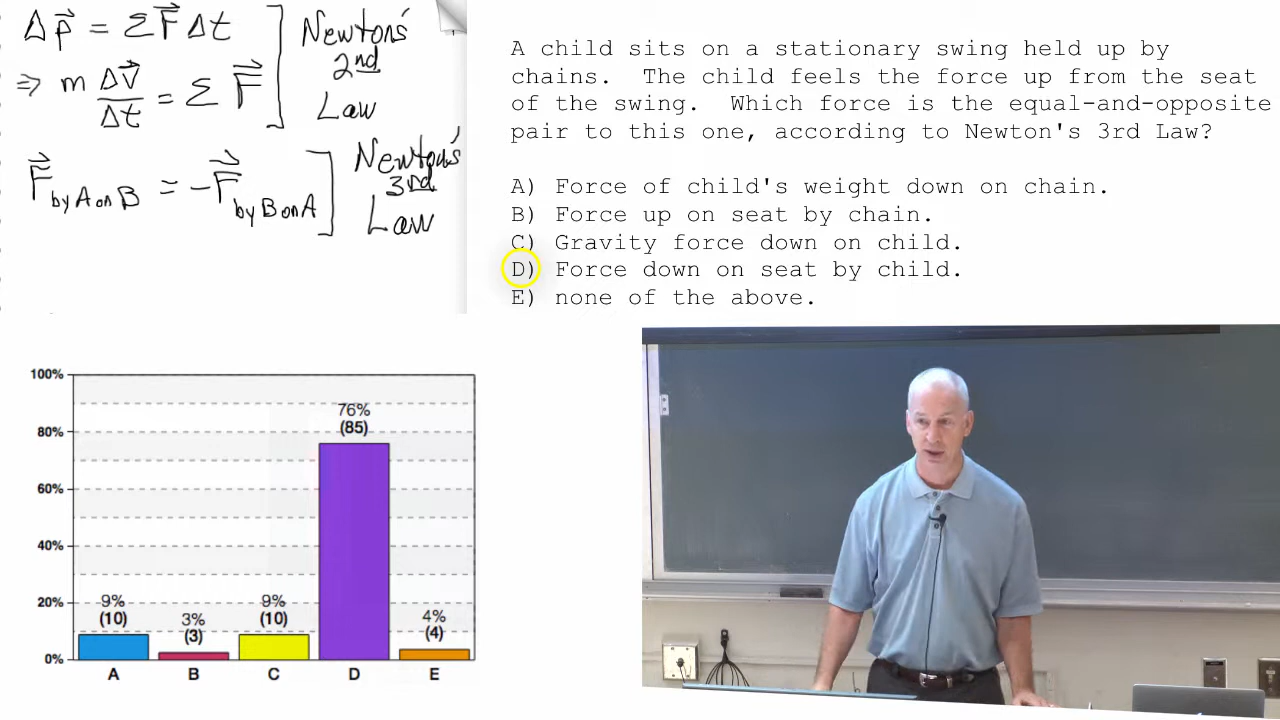 Δp⃗ = ΣF⃗ Δt
⇒ m Δv⃗/Δt = Σ F⃗
Newton's
2nd
Law
F⃗ by A on B = -F⃗ by B on A
Newton's
3rd
Law
A child sits on a stationary swing held up by
chains. The child feels the force up from the seat
of the swing. Which force is the equal-and-opposite
pair to this one, according to Newton's 3rd Law?
A) Force of child's weight down on chain.
B) Force up on seat by chain.
C) Gravity force down on child.
D) Force down on seat by child.
E) none of the above.
100%
80%
60%
40%
20%
0%
9%
(10)
3%
(3)
9%
(10)
76%
(85)
4%
(4)
A B C D E